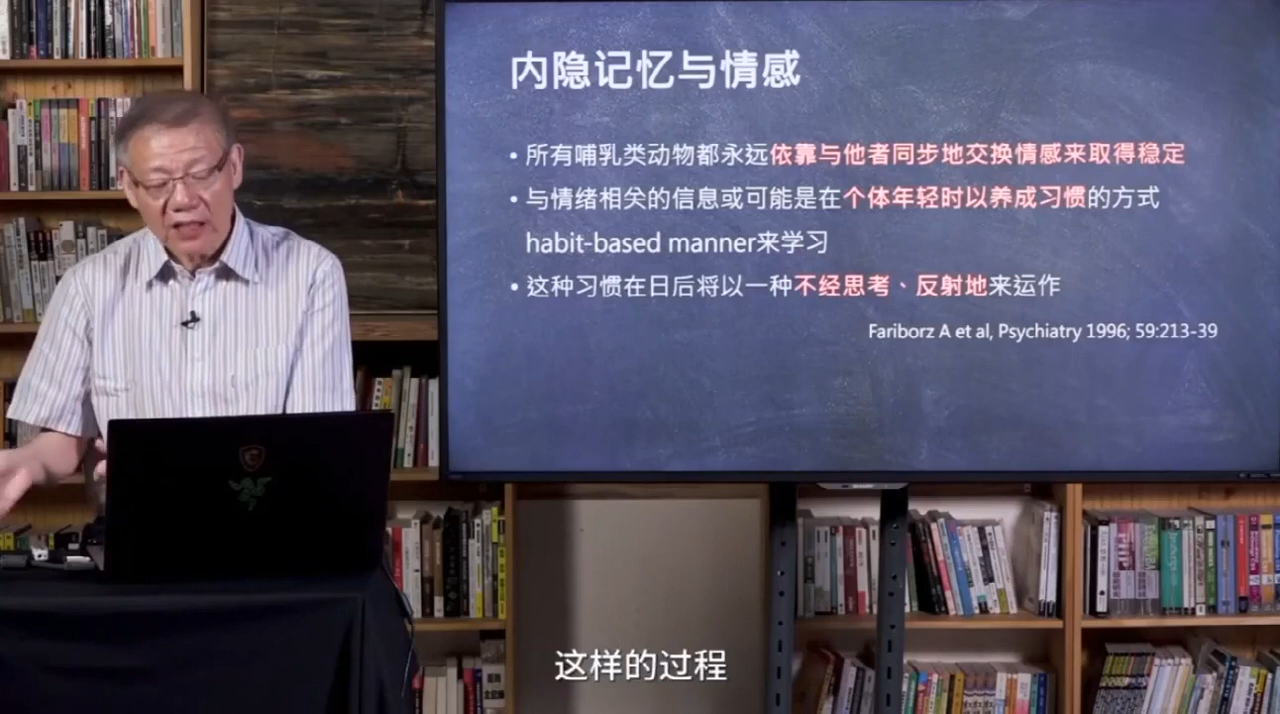 内隐记忆与情感
• 所有哺乳类动物都永远依靠与他者同步地交换情感来取得稳定
• 与情绪相关的信息或可能是在个体年轻时以养成习惯的方式
habit-based manner来学习
• 这种习惯在日后将以一种不经思考、反射地来运作
Fariborz A et al, Psychiatry 1996; 59:213-39
这样的过程